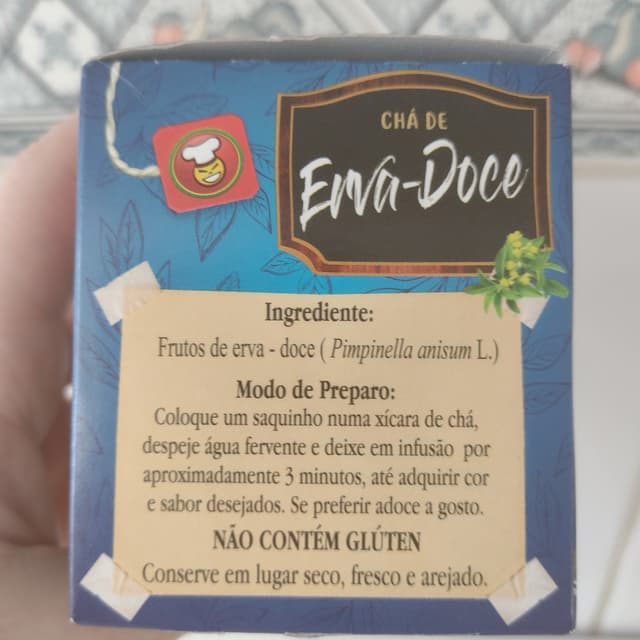 CHÁ DE
Erva-Doce
Ingrediente:
Frutos de erva - doce ( Pimpinella anisum L.)
Modo de Preparo:
Coloque um saquinho numa xícara de chá,
despeje água fervente e deixe em infusão por
aproximadamente 3 minutos, até adquirir cor
e sabor desejados. Se preferir adoce a gosto.
NÃO CONTÉM GLÚTEN
Conserve em lugar seco, fresco e arejado.